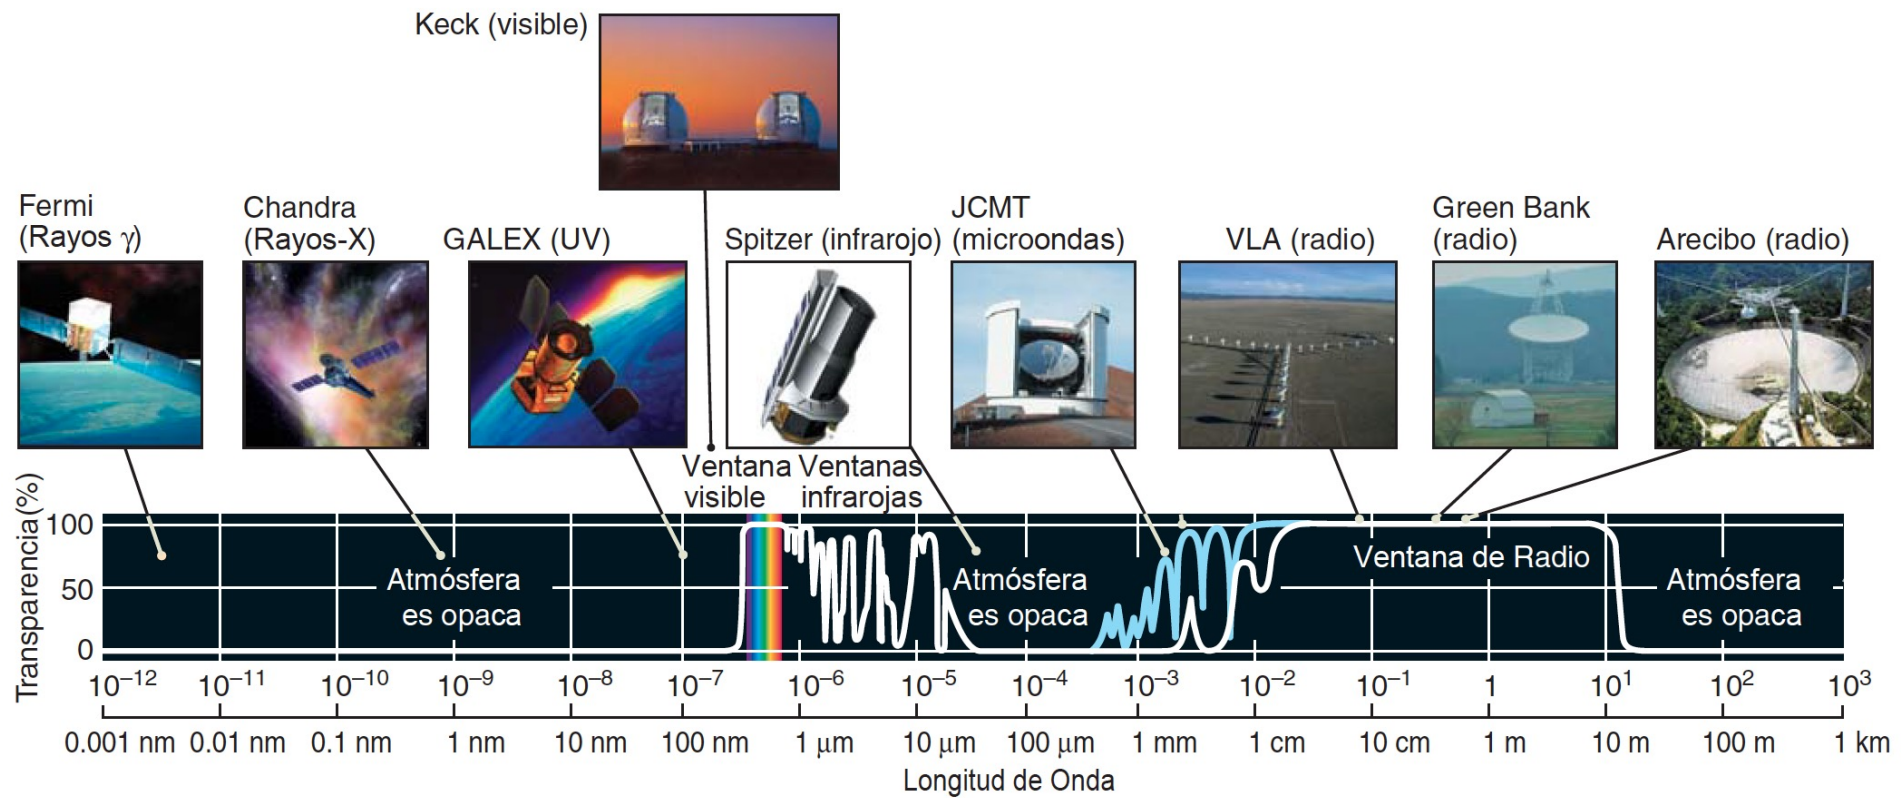 Keck (visible)
Fermi
(Rayos γ)
Chandra
(Rayos-X)
GALEX (UV)
Spitzer (infrarojo)
JCMT
(microondas)
VLA (radio)
Green Bank
(radio)
Arecibo (radio)
Ventana
visible
Ventanas
infrarojas
Transparencia(%)
100
50
0
Atmósfera
es opaca
Atmósfera
es opaca
Ventana de Radio
Atmósfera
es opaca
10⁻¹² 10⁻¹¹ 10⁻¹⁰ 10⁻⁹ 10⁻⁸ 10⁻⁷ 10⁻⁶ 10⁻⁵ 10⁻⁴ 10⁻³ 10⁻² 10⁻¹ 1 10¹ 10² 10³
0.001 nm 0.01 nm 0.1 nm 1 nm 10 nm 100 nm 1 μm 10 μm 100 μm 1 mm 1 cm 10 cm 1 m 10 m 100 m 1 km
Longitud de Onda